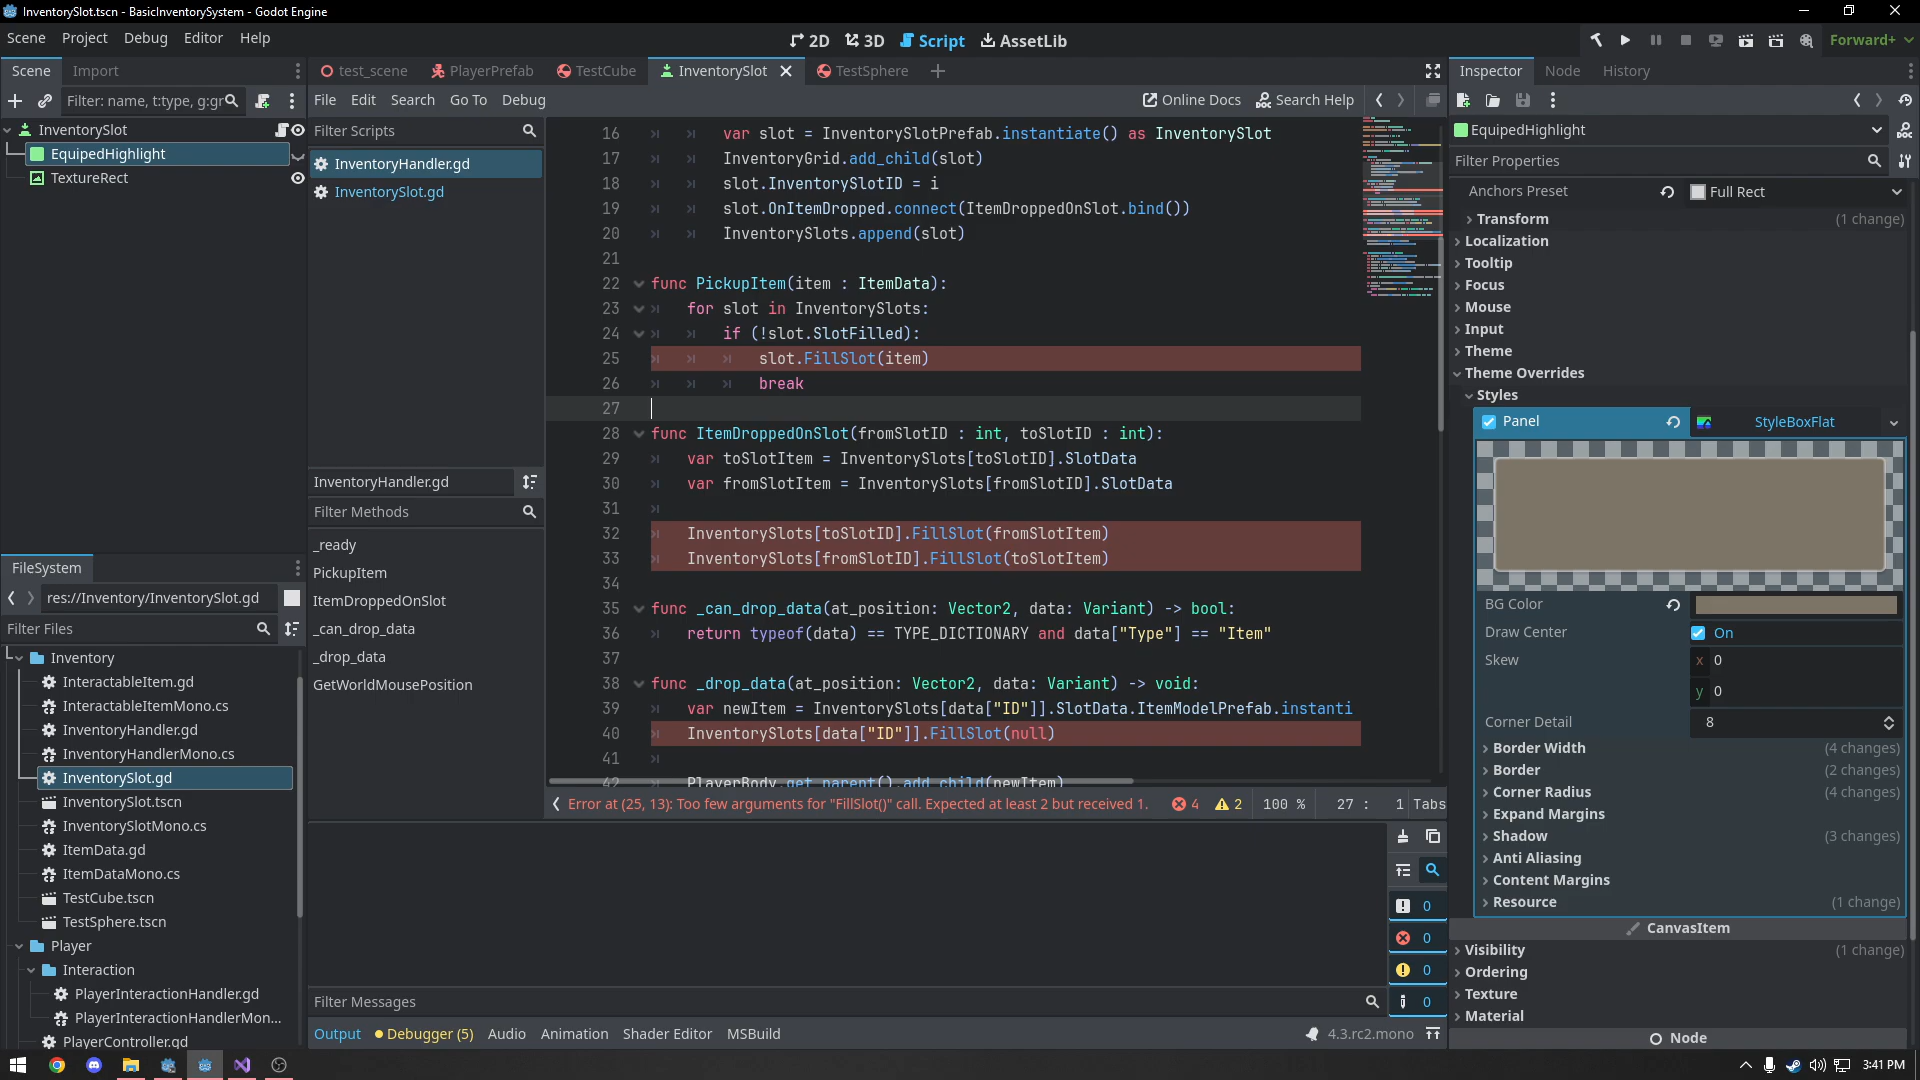 InventorySlot.tscn - BasicInventorySystem - Godot Engine
Scene Project Debug Editor Help
2D 3D Script AssetLib
Forward+
Scene Import
Filter: name, t:type, g:gr
InventorySlot
EquipedHighlight
TextureRect
test_scene PlayerPrefab TestCube InventorySlot TestSphere
File Edit Search Go To Debug
Online Docs Search Help
Filter Scripts
InventoryHandler.gd
InventorySlot.gd
InventoryHandler.gd
Filter Methods
_ready
PickupItem
ItemDroppedOnSlot
_can_drop_data
_drop_data
GetWorldMousePosition
16 var slot = InventorySlotPrefab.instantiate() as InventorySlot
17 InventoryGrid.add_child(slot)
18 slot.InventorySlotID = i
19 slot.OnItemDropped.connect(ItemDroppedOnSlot.bind())
20 InventorySlots.append(slot)
21
22 func PickupItem(item : ItemData):
23 for slot in InventorySlots:
24 if (!slot.SlotFilled):
25 slot.FillSlot(item)
26 break
27
28 func ItemDroppedOnSlot(fromSlotID : int, toSlotID : int):
29 var toSlotItem = InventorySlots[toSlotID].SlotData
30 var fromSlotItem = InventorySlots[fromSlotID].SlotData
31
32 InventorySlots[toSlotID].FillSlot(fromSlotItem)
33 InventorySlots[fromSlotID].FillSlot(toSlotItem)
34
35 func _can_drop_data(at_position: Vector2, data: Variant) -> bool:
36 return typeof(data) == TYPE_DICTIONARY and data["Type"] == "Item"
37
38 func _drop_data(at_position: Vector2, data: Variant) -> void:
39 var newItem = InventorySlots[data["ID"]].SlotData.ItemModelPrefab.instanti
40 InventorySlots[data["ID"]].FillSlot(null)
41
42 PlayerBody.get_parent().add_child(newItem)
Error at (25, 13): Too few arguments for "FillSlot()" call. Expected at least 2 but received 1.
4 2 100 % 27 : 1 Tabs
0
0
0
0
Filter Messages
Output Debugger (5) Audio Animation Shader Editor MSBuild
4.3.rc2.mono
FileSystem
res://Inventory/InventorySlot.gd
Filter Files
Inventory
InteractableItem.gd
InteractableItemMono.cs
InventoryHandler.gd
InventoryHandlerMono.cs
InventorySlot.gd
InventorySlot.tscn
InventorySlotMono.cs
ItemData.gd
ItemDataMono.cs
TestCube.tscn
TestSphere.tscn
Player
Interaction
PlayerInteractionHandler.gd
PlayerInteractionHandlerMon...
PlayerController.gd
Inspector Node History
EquipedHighlight
Filter Properties
Anchors Preset Full Rect
Transform (1 change)
Localization
Tooltip
Focus
Mouse
Input
Theme
Theme Overrides
Styles
Panel StyleBoxFlat
BG Color
Draw Center On
Skew x 0
y 0
Corner Detail 8
Border Width (4 changes)
Border (2 changes)
Corner Radius (4 changes)
Expand Margins
Shadow (3 changes)
Anti Aliasing
Content Margins
Resource (1 change)
CanvasItem
Visibility (1 change)
Ordering
Texture
Material
Node
3:41 PM